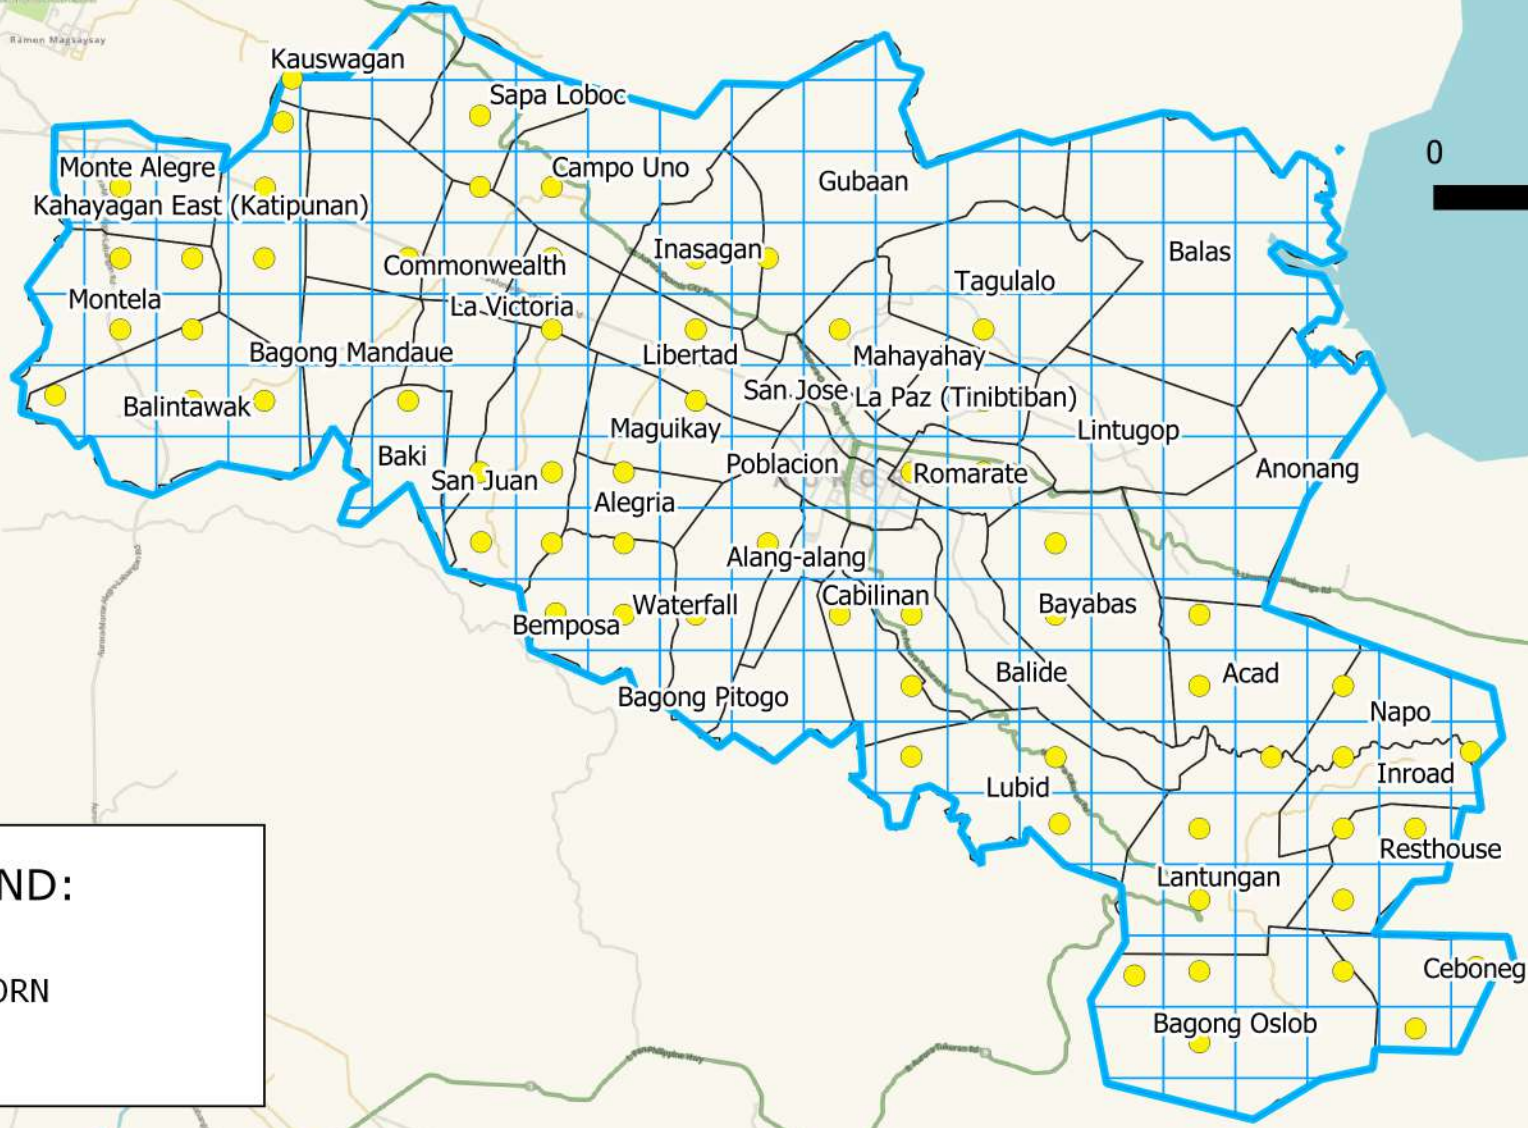 Ramon Magsaysay
Kauswagan
Sapa Loboc
0
Monte Alegre
Campo Uno
Gubaan
Kahayagan East (Katipunan)
Inasagan
Balas
Commonwealth
Tagulalo
Montela
La Victoria
Bagong Mandaue
Libertad
Mahayahay
San Jose
La Paz (Tinibtiban)
Balintawak
Maguikay
Lintugop
Baki
Poblacion
Anonang
San Juan
Romarate
Alegria
Alang-alang
Cabilinan
Waterfall
Bayabas
Bemposa
Balide
Acad
Bagong Pitogo
Napo
Inroad
Lubid
Resthouse
Lantungan
ND:
Ceboneg
ORN
Bagong Oslob